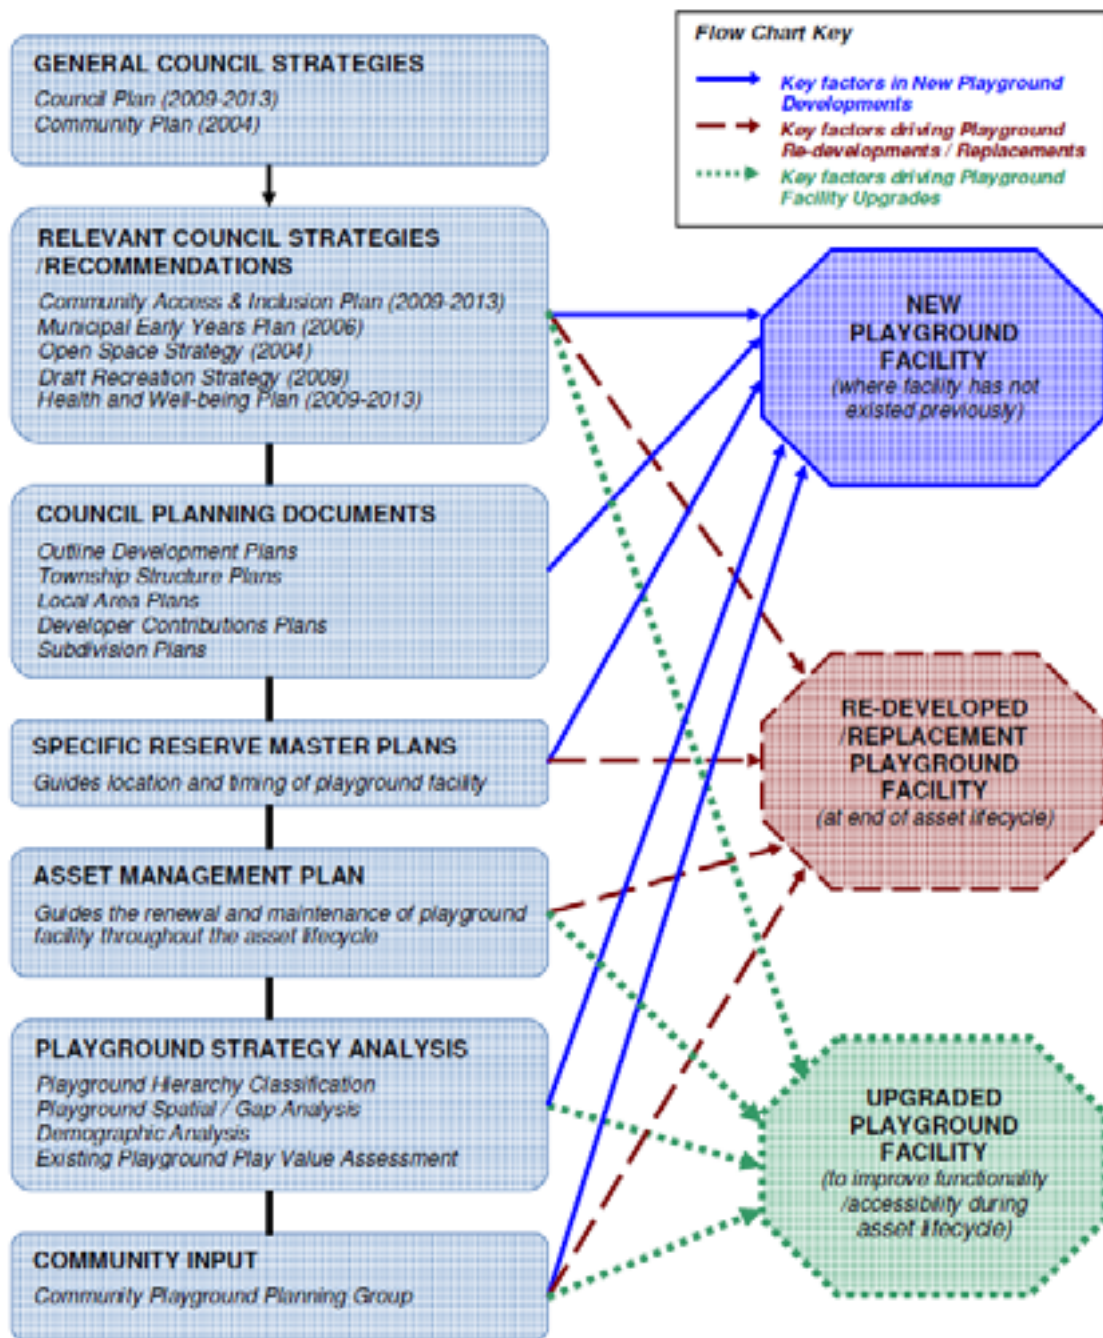 Flow Chart Key
Key factors in New Playground
Developments
Key factors driving Playground
Re-developments / Replacements
Key factors driving Playground
Facility Upgrades
GENERAL COUNCIL STRATEGIES
Council Plan (2009-2013)
Community Plan (2004)
RELEVANT COUNCIL STRATEGIES
/RECOMMENDATIONS
Community Access & Inclusion Plan (2009-2013)
Municipal Early Years Plan (2006)
Open Space Strategy (2004)
Draft Recreation Strategy (2009)
Health and Well-being Plan (2009-2013)
COUNCIL PLANNING DOCUMENTS
Outline Development Plans
Township Structure Plans
Local Area Plans
Developer Contributions Plans
Subdivision Plans
SPECIFIC RESERVE MASTER PLANS
Guides location and timing of playground facility
ASSET MANAGEMENT PLAN
Guides the renewal and maintenance of playground
facility throughout the asset lifecycle
PLAYGROUND STRATEGY ANALYSIS
Playground Hierarchy Classification
Playground Spatial / Gap Analysis
Demographic Analysis
Existing Playground Play Value Assessment
COMMUNITY INPUT
Community Playground Planning Group
NEW
PLAYGROUND
FACILITY
(where facility has not
existed previously)
RE-DEVELOPED
/REPLACEMENT
PLAYGROUND
FACILITY
(at end of asset lifecycle)
UPGRADED
PLAYGROUND
FACILITY
(to improve functionality
/accessibility during
asset lifecycle)